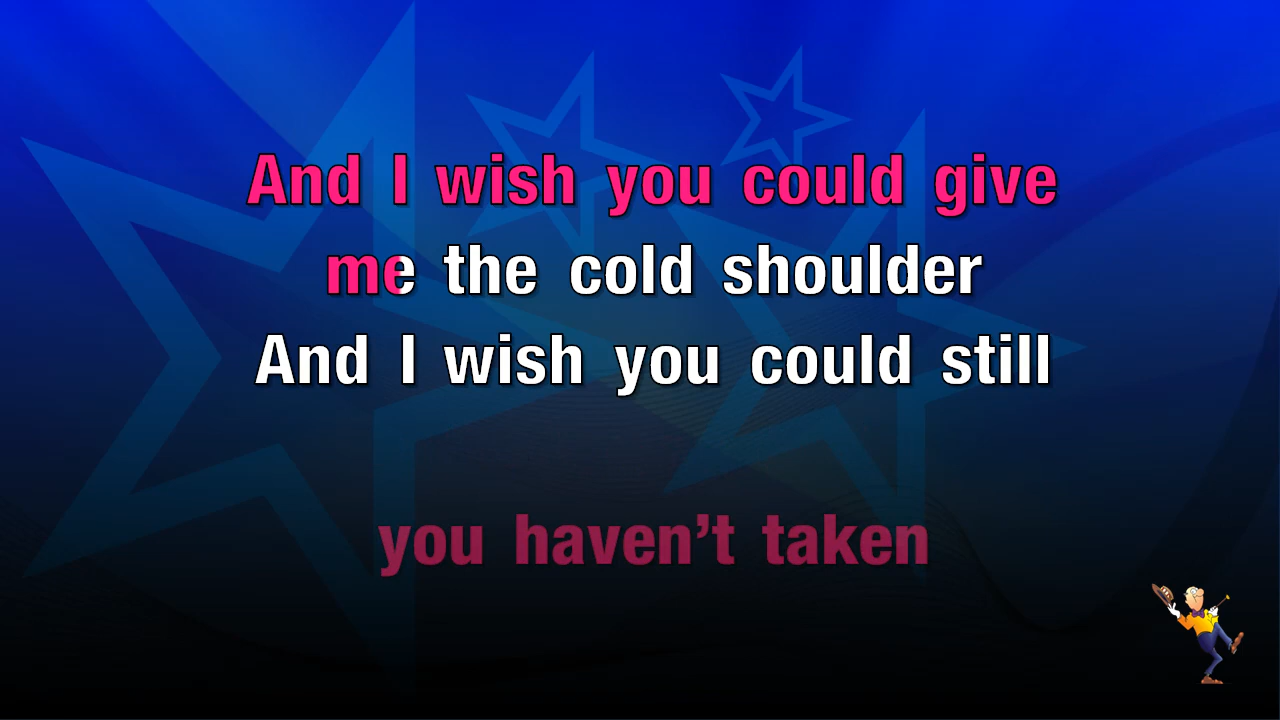 And I wish you could give
me the cold shoulder
And I wish you could still
you haven’t taken